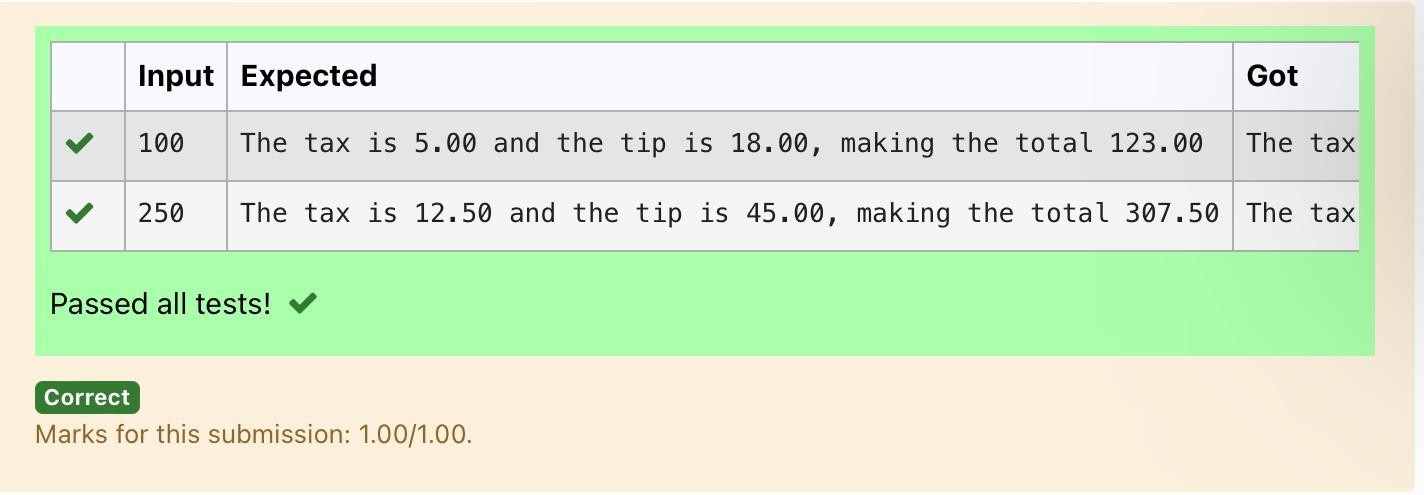 Input Expected Got
100 The tax is 5.00 and the tip is 18.00, making the total 123.00 The tax
250 The tax is 12.50 and the tip is 45.00, making the total 307.50 The tax
Passed all tests!
Correct
Marks for this submission: 1.00/1.00.